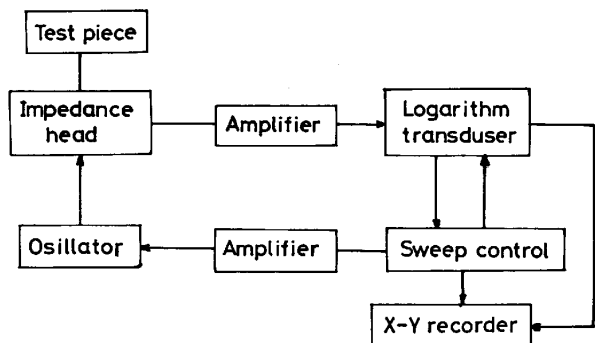 Test piece
Impedance
head
Amplifier
Logarithm
transduser
Osillator
Amplifier
Sweep control
X-Y recorder